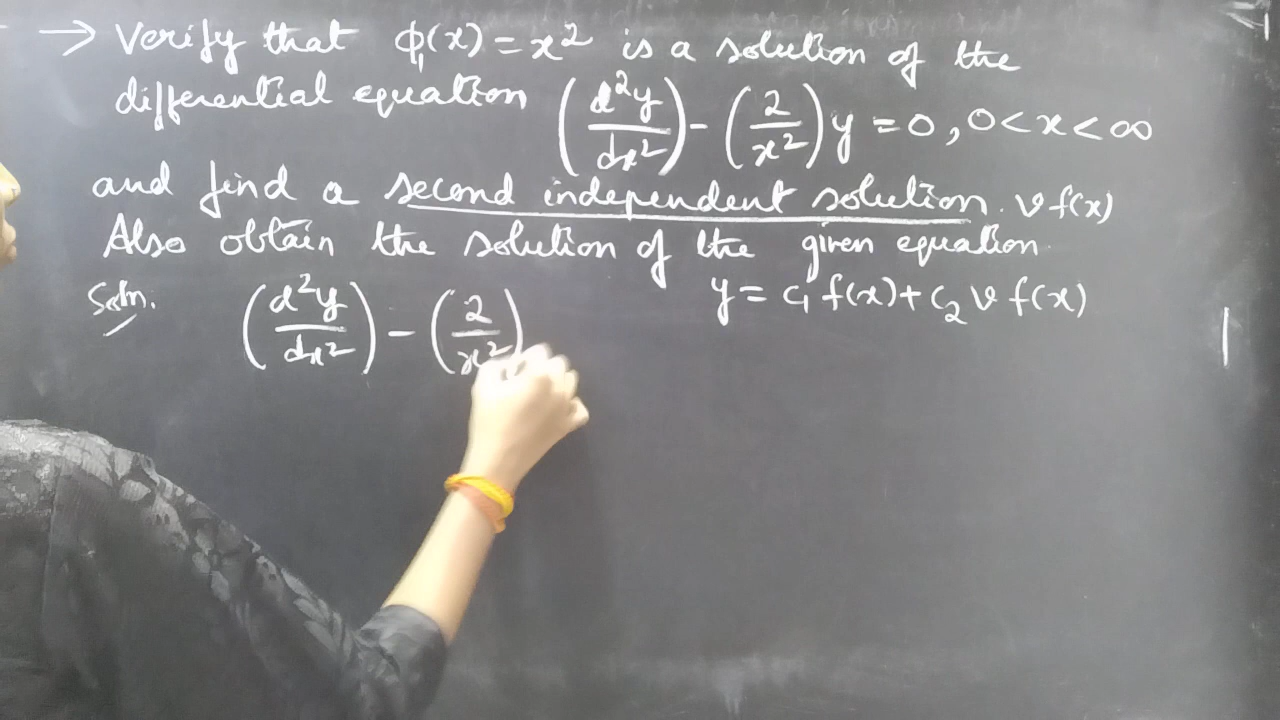 → Verify that ϕ₁(x) = x² is a solution of the
differential equation (d²y/dx²) - (2/x²) y = 0, 0 < x < ∞
and find a second independent solution. v f(x)
Also obtain the solution of the given equation.
y = c₁ f(x) + c₂ v f(x)
Soln. (d²y/dx²) - (2/x²)